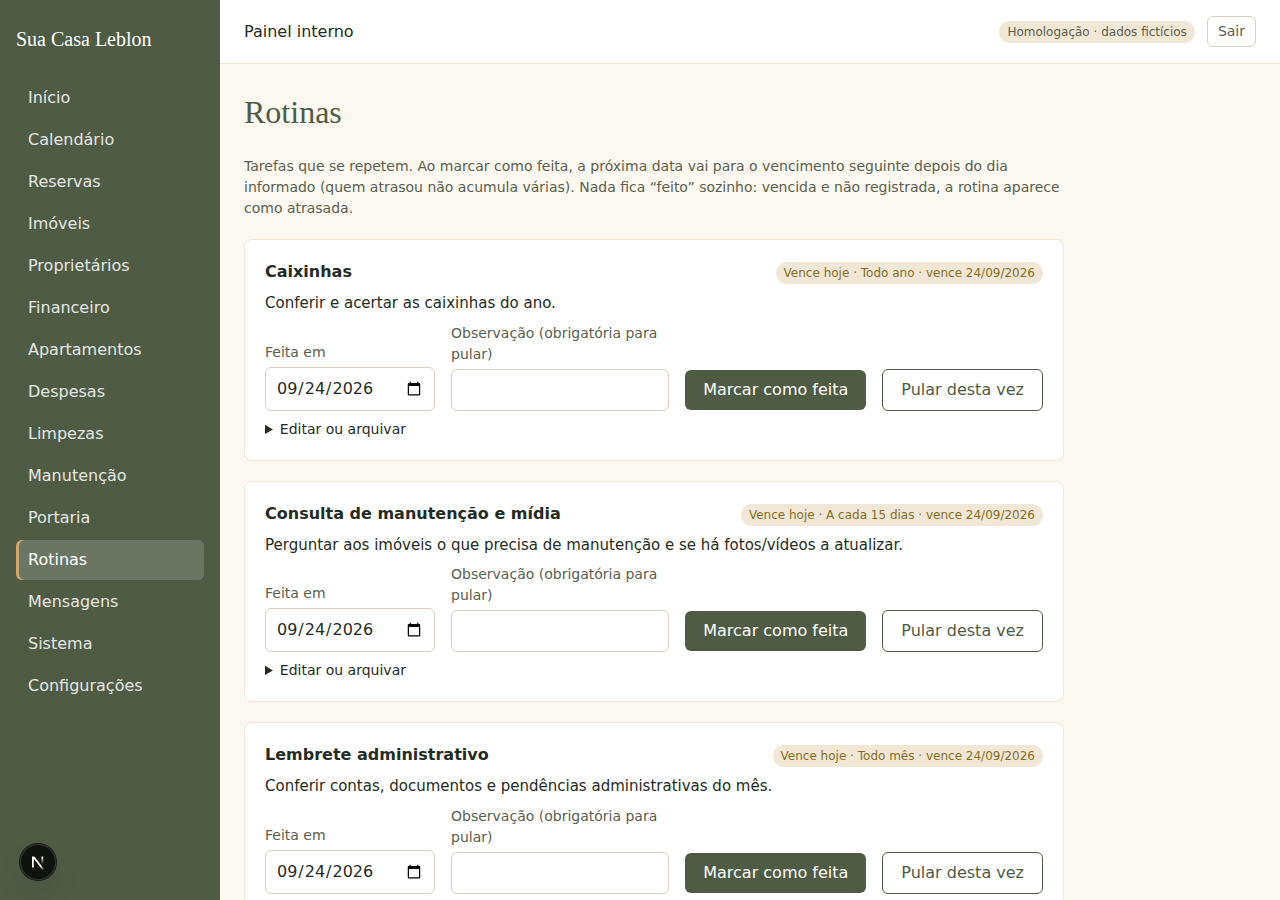 Sua Casa Leblon
Painel interno
Homologação · dados fictícios
Sair
Início
Calendário
Reservas
Imóveis
Proprietários
Financeiro
Apartamentos
Despesas
Limpezas
Manutenção
Portaria
Rotinas
Mensagens
Sistema
Configurações
Rotinas
Tarefas que se repetem. Ao marcar como feita, a próxima data vai para o vencimento seguinte depois do dia
informado (quem atrasou não acumula várias). Nada fica “feito” sozinho: vencida e não registrada, a rotina aparece
como atrasada.
Caixinhas
Vence hoje · Todo ano · vence 24/09/2026
Conferir e acertar as caixinhas do ano.
Feita em
Observação (obrigatória para
pular)
09/24/2026
Marcar como feita
Pular desta vez
Editar ou arquivar
Consulta de manutenção e mídia
Vence hoje · A cada 15 dias · vence 24/09/2026
Perguntar aos imóveis o que precisa de manutenção e se há fotos/vídeos a atualizar.
Feita em
Observação (obrigatória para
pular)
09/24/2026
Marcar como feita
Pular desta vez
Editar ou arquivar
Lembrete administrativo
Vence hoje · Todo mês · vence 24/09/2026
Conferir contas, documentos e pendências administrativas do mês.
Feita em
Observação (obrigatória para
pular)
09/24/2026
Marcar como feita
Pular desta vez
N